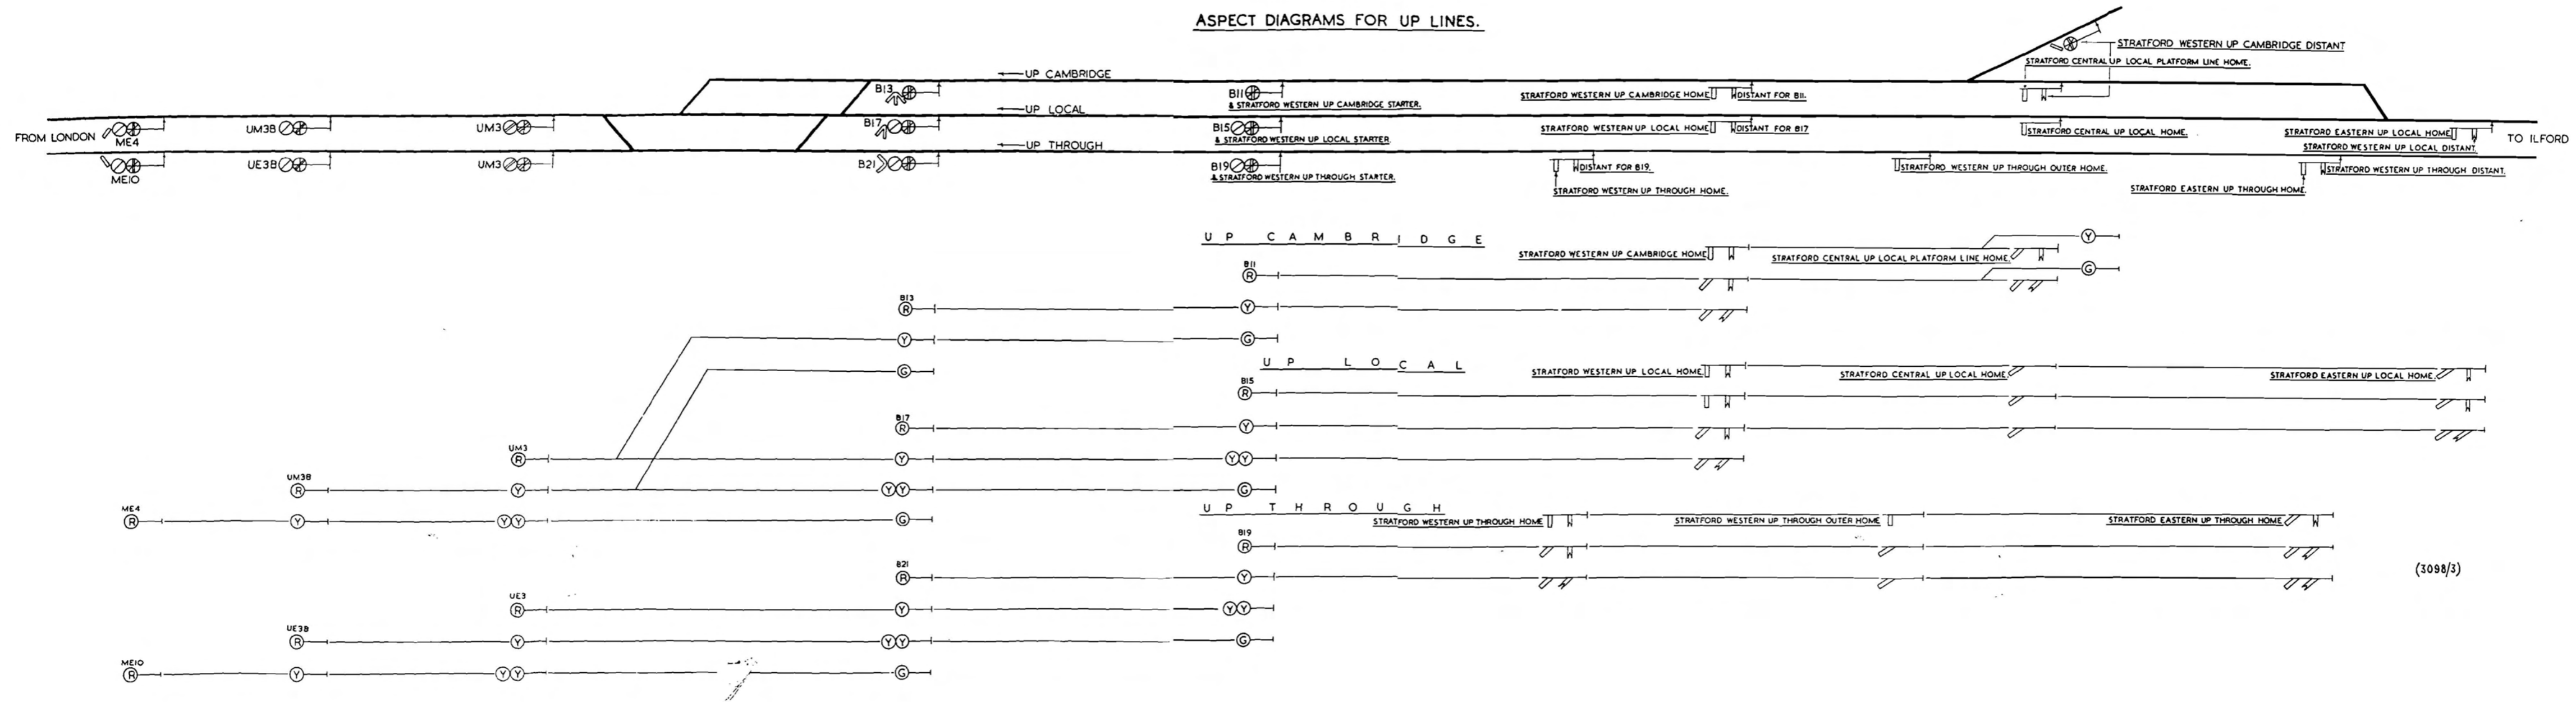 ASPECT DIAGRAMS FOR UP LINES.
STRATFORD WESTERN UP CAMBRIDGE DISTANT
STRATFORD CENTRAL UP LOCAL PLATFORM LINE HOME.
UP CAMBRIDGE
B13
B11
& STRATFORD WESTERN UP CAMBRIDGE STARTER.
STRATFORD WESTERN UP CAMBRIDGE HOME
DISTANT FOR B11.
UP LOCAL
FROM LONDON
ME4
UM3B
UM3
B17
B15
& STRATFORD WESTERN UP LOCAL STARTER
STRATFORD WESTERN UP LOCAL HOME
DISTANT FOR B17
STRATFORD CENTRAL UP LOCAL HOME.
STRATFORD EASTERN UP LOCAL HOME
STRATFORD WESTERN UP LOCAL DISTANT.
TO ILFORD
UP THROUGH
ME10
UE3B
UM3
B21
B19
& STRATFORD WESTERN UP THROUGH STARTER.
DISTANT FOR B19.
STRATFORD WESTERN UP THROUGH HOME.
STRATFORD WESTERN UP THROUGH OUTER HOME.
STRATFORD EASTERN UP THROUGH HOME.
STRATFORD WESTERN UP THROUGH DISTANT.
UP CAMBRIDGE
Y
STRATFORD WESTERN UP CAMBRIDGE HOME
STRATFORD CENTRAL UP LOCAL PLATFORM LINE HOME.
B11
R
G
B13
R
Y
Y
G
G
UP LOCAL
STRATFORD WESTERN UP LOCAL HOME
STRATFORD CENTRAL UP LOCAL HOME
STRATFORD EASTERN UP LOCAL HOME.
B15
R
B17
R
Y
UM3
R
Y
YY
UM3B
R
Y
YY
G
ME4
R
Y
YY
G
UP THROUGH
STRATFORD WESTERN UP THROUGH HOME
STRATFORD WESTERN UP THROUGH OUTER HOME
STRATFORD EASTERN UP THROUGH HOME
B19
R
B21
R
Y
(3098/3)
UE3
R
Y
YY
UE3B
R
Y
YY
G
ME10
R
Y
YY
G